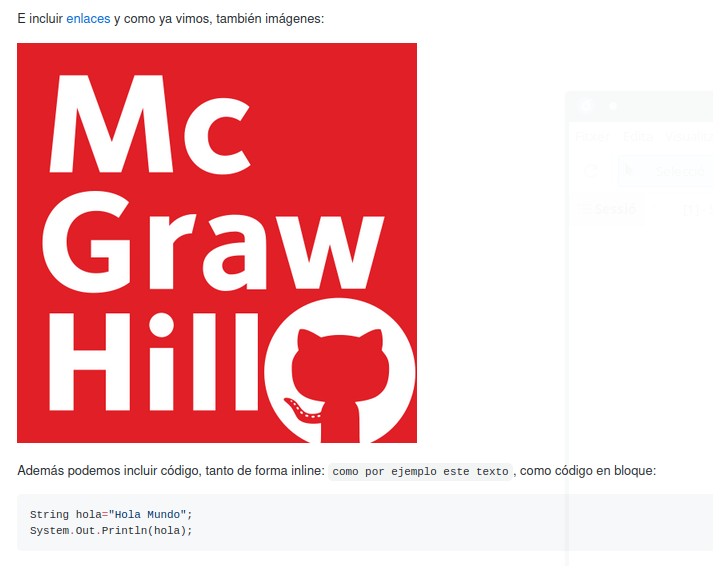 E incluir enlaces y como ya vimos, también imágenes:
Mc
Graw
Hill
Además podemos incluir código, tanto de forma inline: como por ejemplo este texto, como código en bloque:
String hola="Hola Mundo";
System.Out.Println(hola);